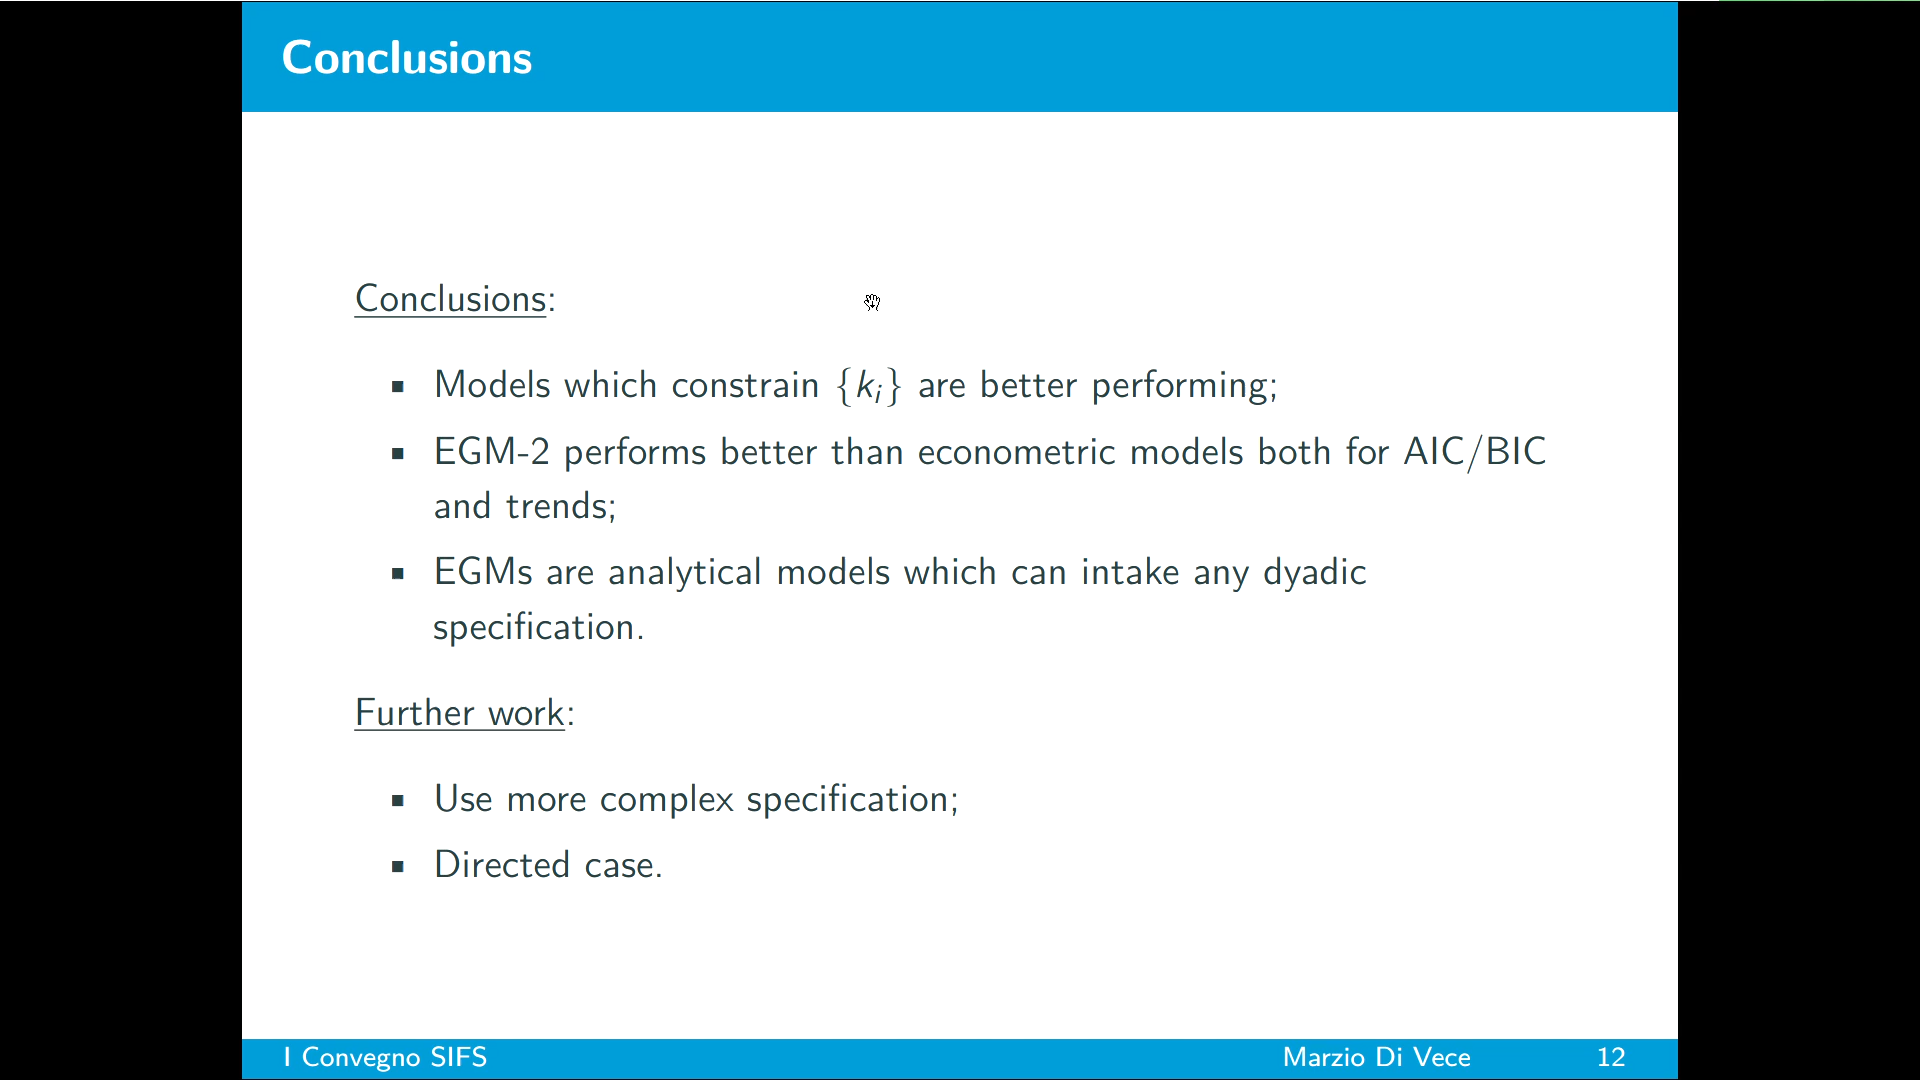 Conclusions
Conclusions:
▪ Models which constrain {kᵢ} are better performing;
▪ EGM-2 performs better than econometric models both for AIC/BIC
and trends;
▪ EGMs are analytical models which can intake any dyadic
specification.
Further work:
▪ Use more complex specification;
▪ Directed case.
I Convegno SIFS Marzio Di Vece 12